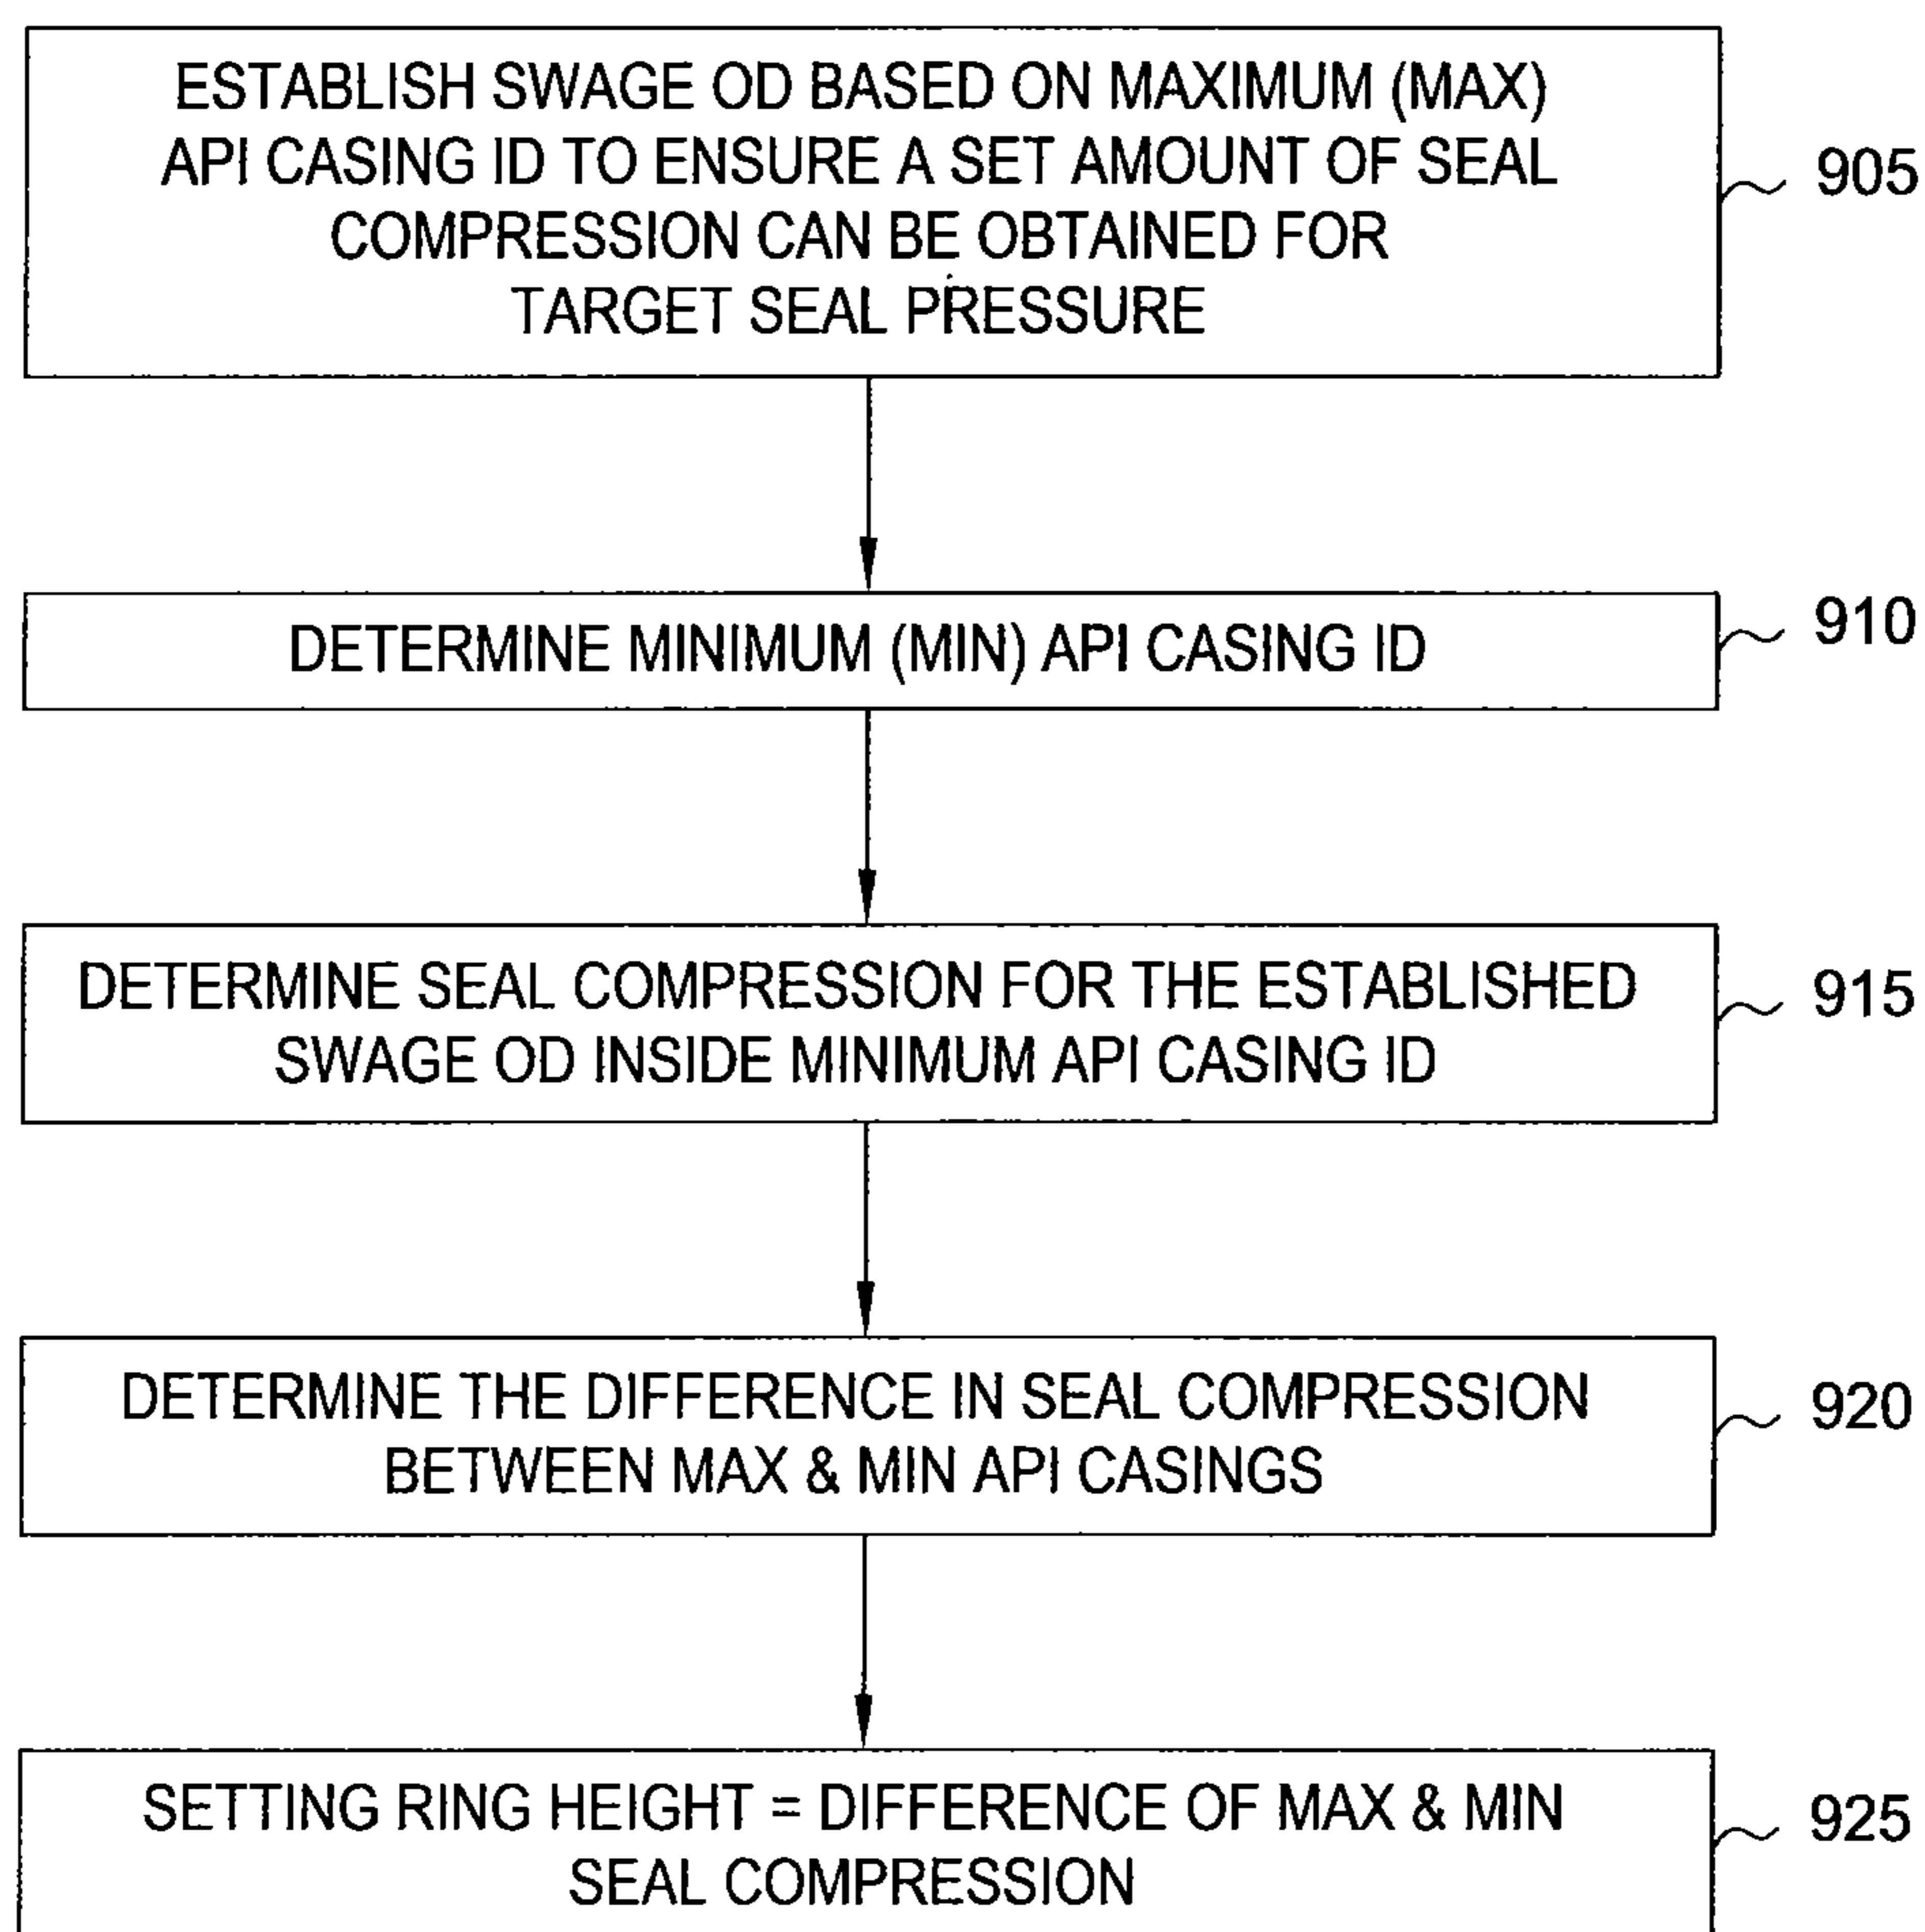 ESTABLISH SWAGE OD BASED ON MAXIMUM (MAX)
API CASING ID TO ENSURE A SET AMOUNT OF SEAL
COMPRESSION CAN BE OBTAINED FOR
TARGET SEAL PRESSURE
905
DETERMINE MINIMUM (MIN) API CASING ID
910
DETERMINE SEAL COMPRESSION FOR THE ESTABLISHED
SWAGE OD INSIDE MINIMUM API CASING ID
915
DETERMINE THE DIFFERENCE IN SEAL COMPRESSION
BETWEEN MAX & MIN API CASINGS
920
SETTING RING HEIGHT = DIFFERENCE OF MAX & MIN
SEAL COMPRESSION
925